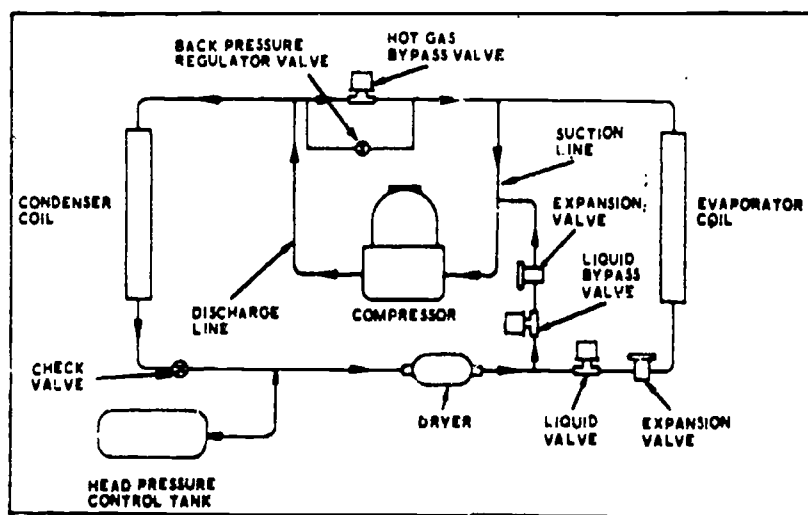 BACK PRESSURE
REGULATOR VALVE
HOT GAS
BYPASS VALVE
SUCTION
LINE
CONDENSER
COIL
EXPANSION
VALVE
EVAPORATOR
COIL
LIQUID
BYPASS
VALVE
DISCHARGE
LINE
COMPRESSOR
CHECK
VALVE
DRYER
LIQUID
VALVE
EXPANSION
VALVE
HEAD PRESSURE
CONTROL TANK